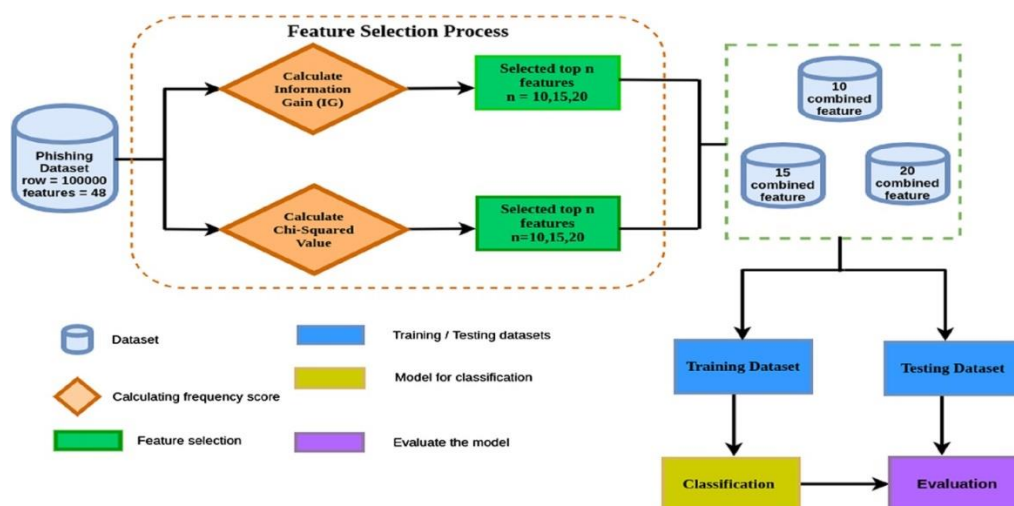 Feature Selection Process
Calculate
Information
Gain (IG)
Selected top n
features
n = 10,15,20
10
combined
feature
Phishing
Dataset
row = 100000
features = 48
15
combined
feature
20
combined
feature
Calculate
Chi-Squared
Value
Selected top n
features
n=10,15,20
Dataset
Training / Testing datasets
Calculating frequency score
Model for classification
Feature selection
Evaluate the model
Training Dataset
Testing Dataset
Classification
Evaluation